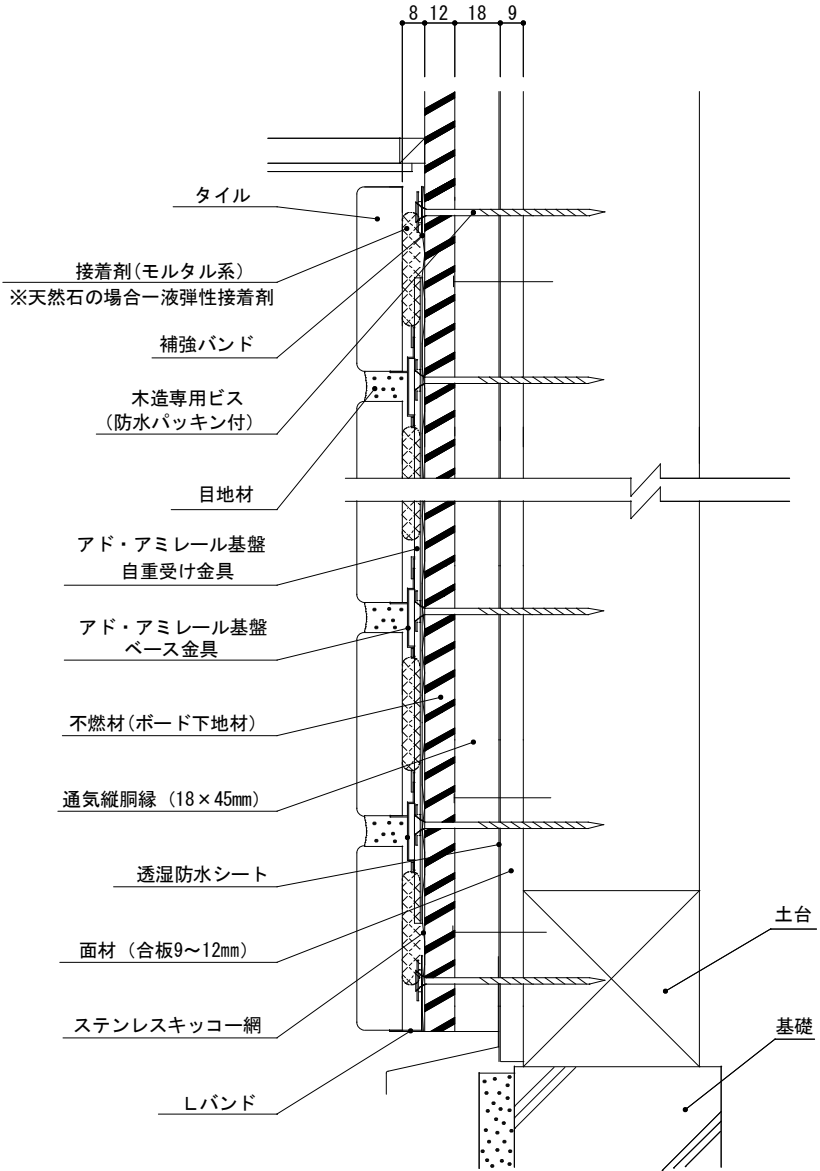 8 12 18 9
タイル
接着剤(モルタル系)
※天然石の場合一液弾性接着剤
補強バンド
木造専用ビス
(防水パッキン付)
目地材
アド・アミレール基盤
自重受け金具
アド・アミレール基盤
ベース金具
不燃材(ボード下地材)
通気縦胴縁 (18×45mm)
透湿防水シート
面材 (合板9～12mm)
ステンレスキッコー網
Lバンド
土台
基礎